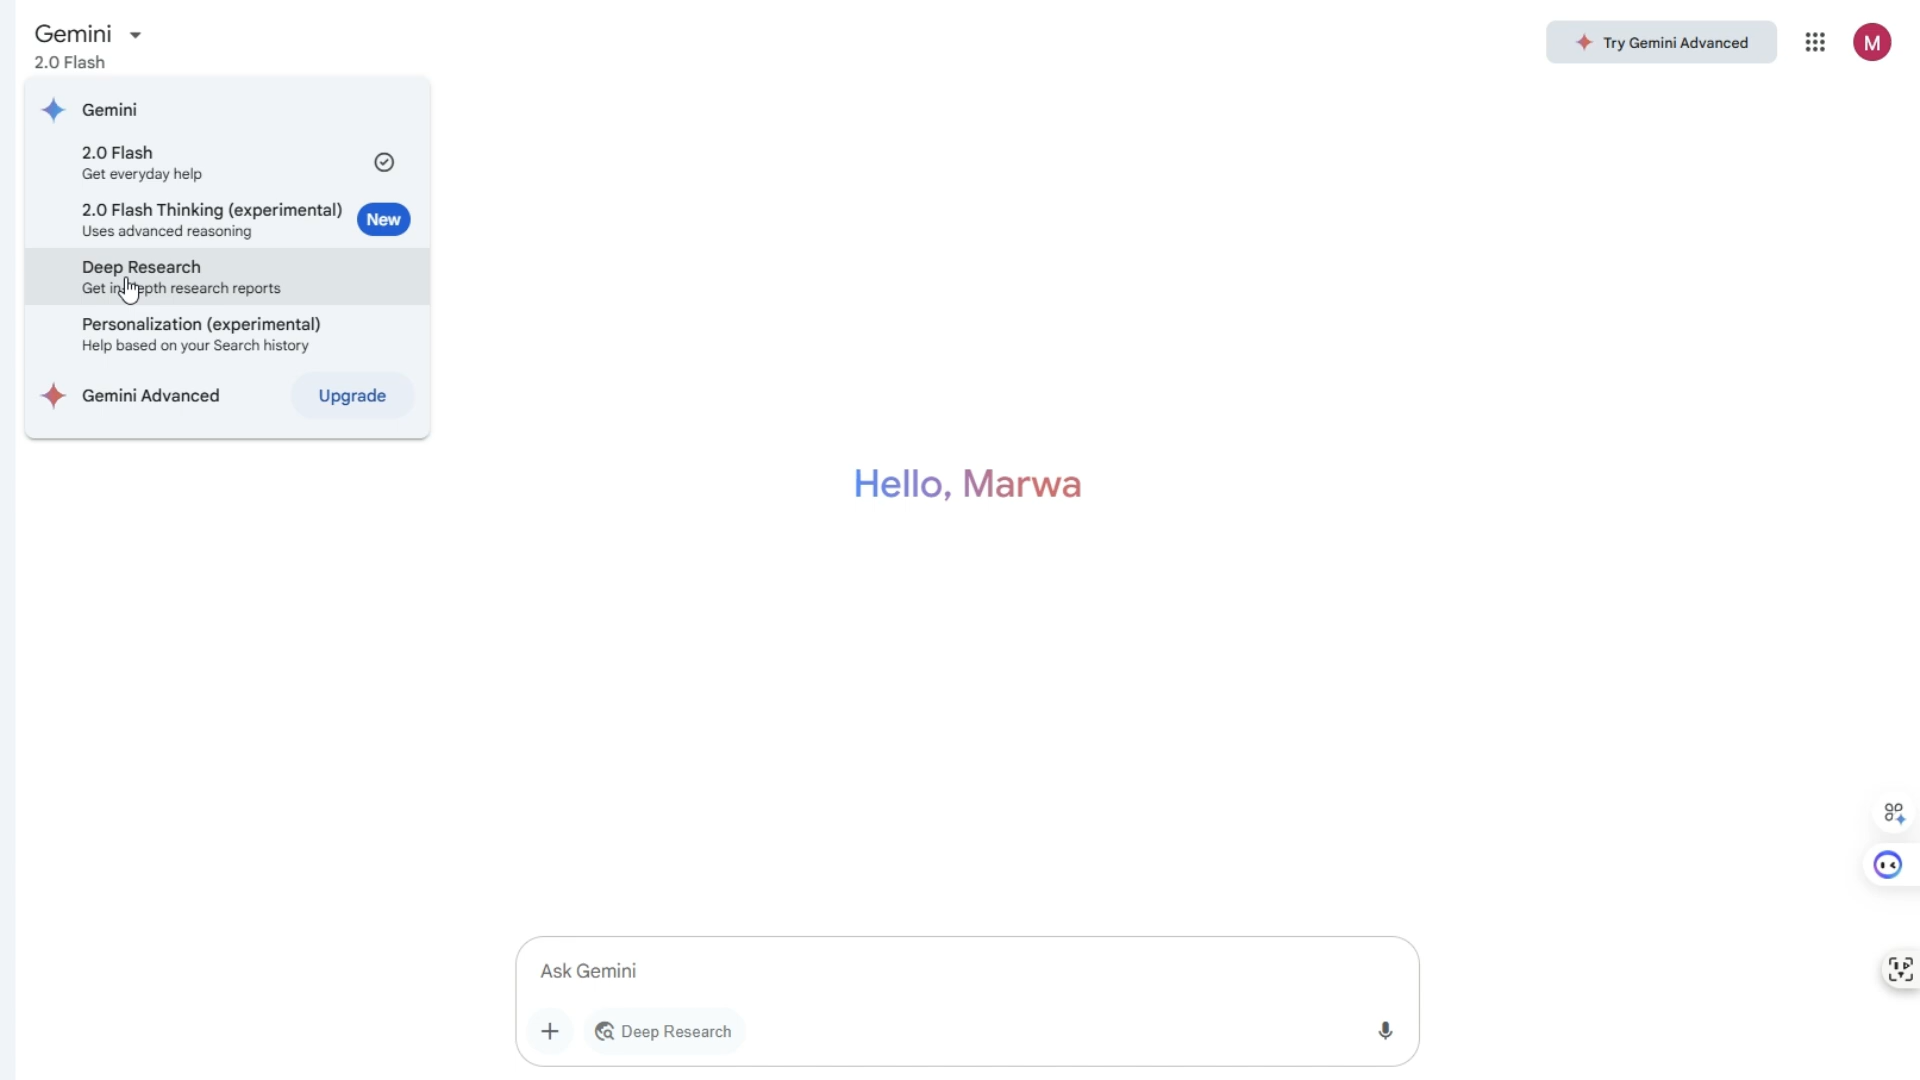 Gemini
2.0 Flash
Try Gemini Advanced
M
Gemini
2.0 Flash
Get everyday help
2.0 Flash Thinking (experimental)
Uses advanced reasoning
New
Deep Research
Get in-depth research reports
Personalization (experimental)
Help based on your Search history
Gemini Advanced
Upgrade
Hello, Marwa
Ask Gemini
Deep Research